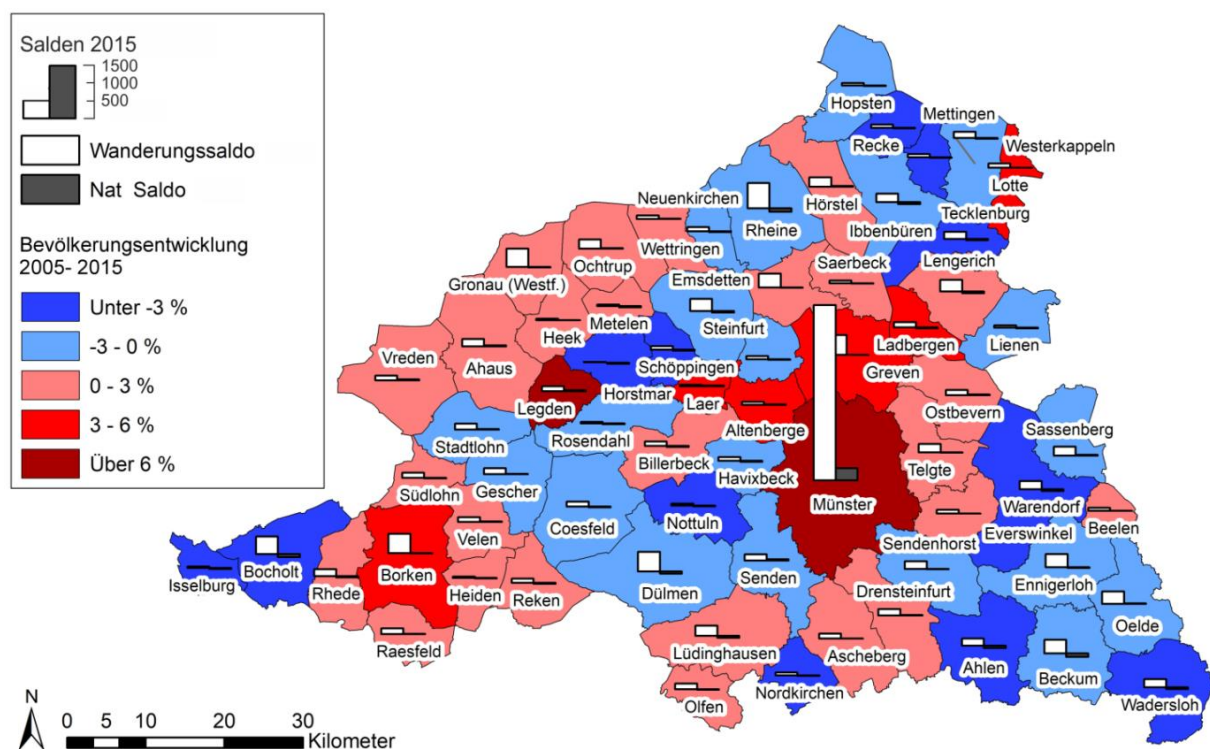 Salden 2015
1500
1000
500
Wanderungssaldo
Nat Saldo
Bevölkerungsentwicklung
2005- 2015
Unter -3 %
-3 - 0 %
0 - 3 %
3 - 6 %
Über 6 %
Hopsten
Mettingen
Recke
Westerkappeln
Lotte
Neuenkirchen
Hörstel
Rheine
Ibbenbüren
Tecklenburg
Wettringen
Ochtrup
Gronau (Westf.)
Emsdetten
Saerbeck
Lengerich
Metelen
Steinfurt
Heek
Ladbergen
Lienen
Vreden
Ahaus
Schöppingen
Greven
Horstmar
Laer
Legden
Altenberge
Ostbevern
Sassenberg
Stadtlohn
Rosendahl
Billerbeck
Havixbeck
Telgte
Südlohn
Gescher
Coesfeld
Nottuln
Münster
Warendorf
Beelen
Velen
Sendenhorst
Everswinkel
Isselburg
Bocholt
Borken
Rhede
Heiden
Reken
Dülmen
Senden
Drensteinfurt
Ennigerloh
Oelde
Raesfeld
Lüdinghausen
Ascheberg
Ahlen
Beckum
Olfen
Nordkirchen
Wadersloh
N
0 5 10 20 30
Kilometer